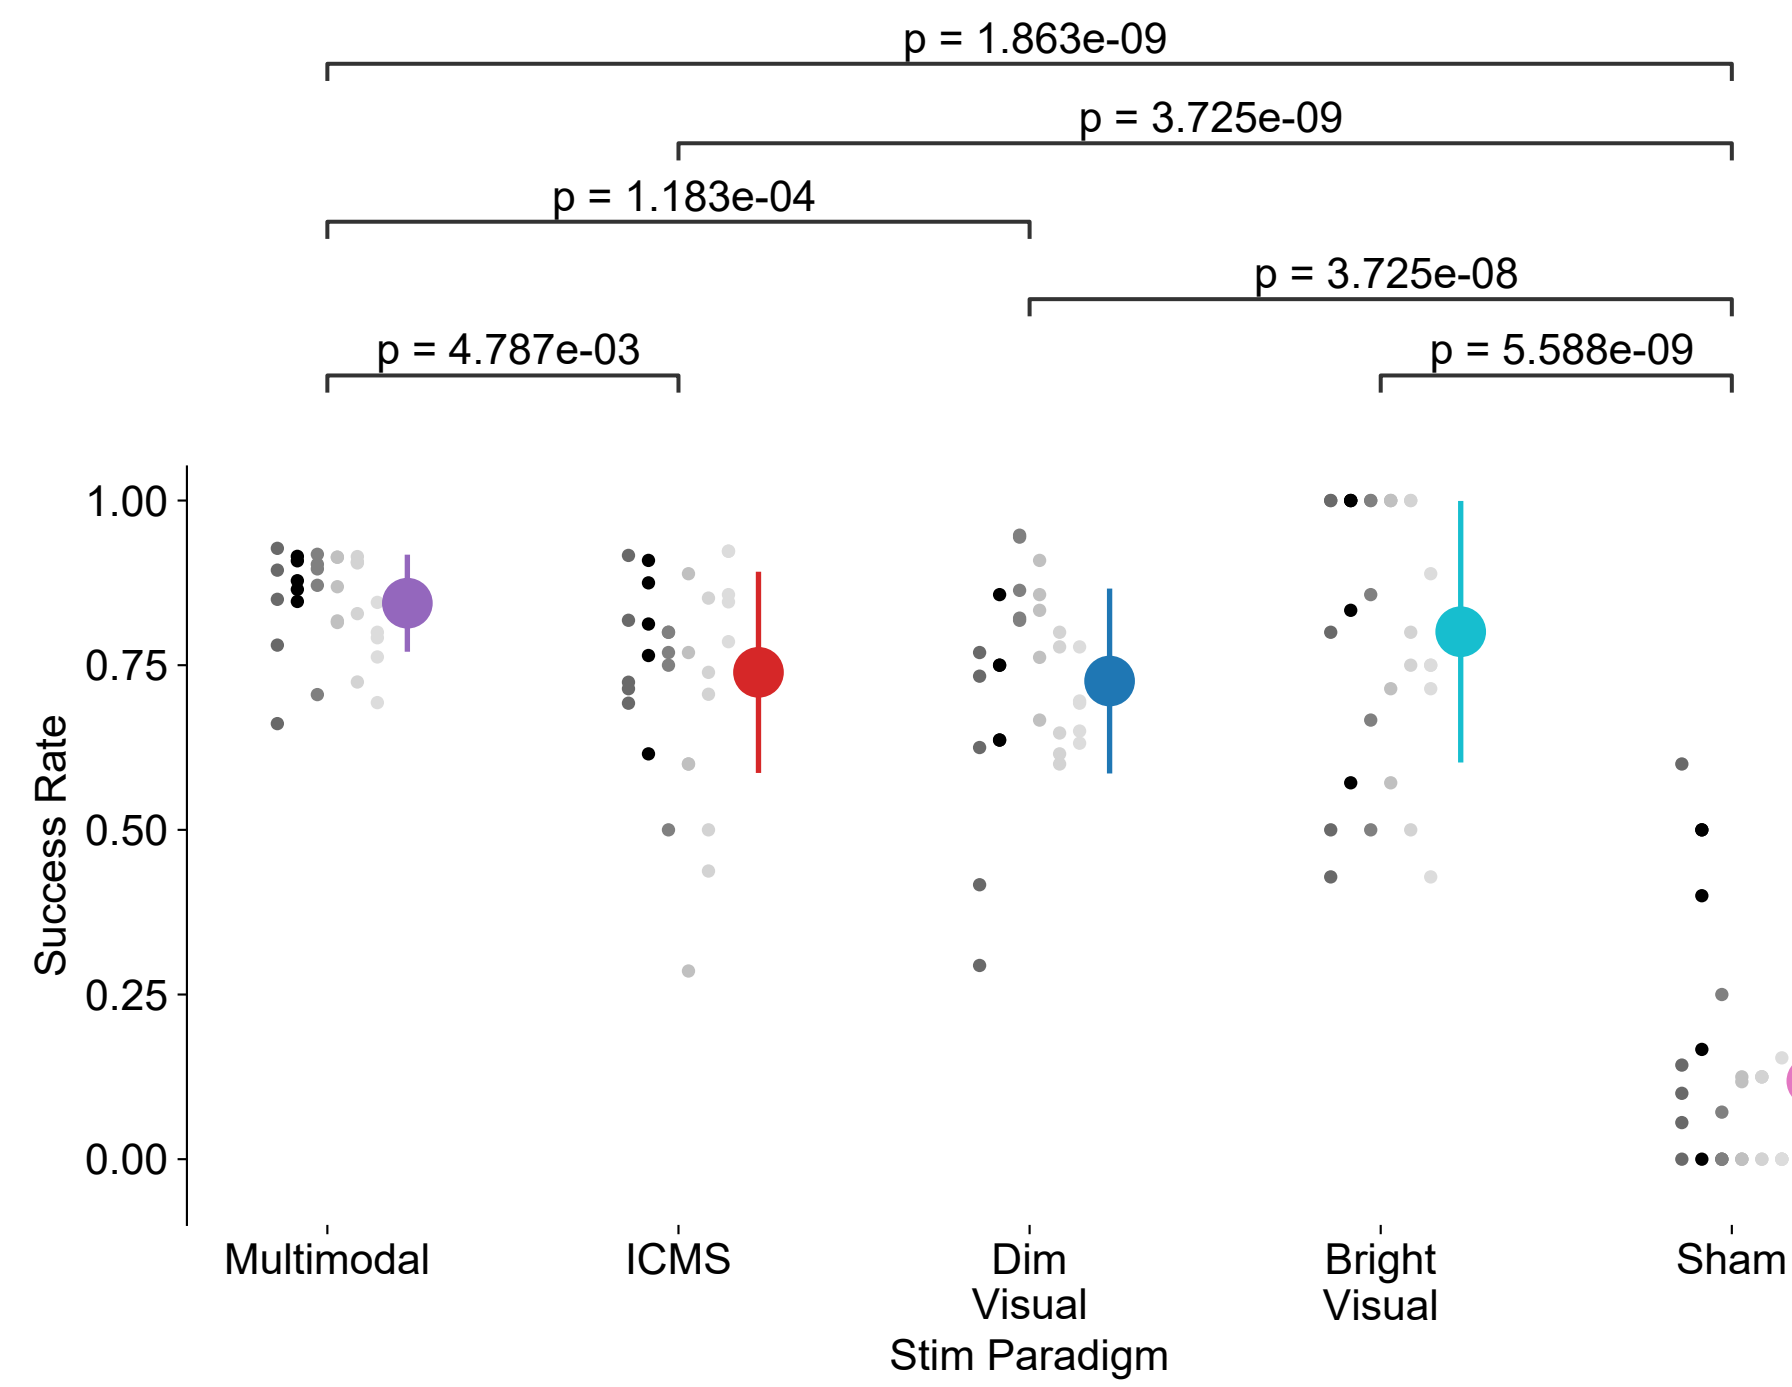 p = 1.863e-09
p = 3.725e-09
p = 1.183e-04
p = 3.725e-08
p = 4.787e-03
p = 5.588e-09
1.00
0.75
0.50
0.25
0.00
Success Rate
Multimodal
ICMS
Dim
Visual
Bright
Visual
Sham
Stim Paradigm